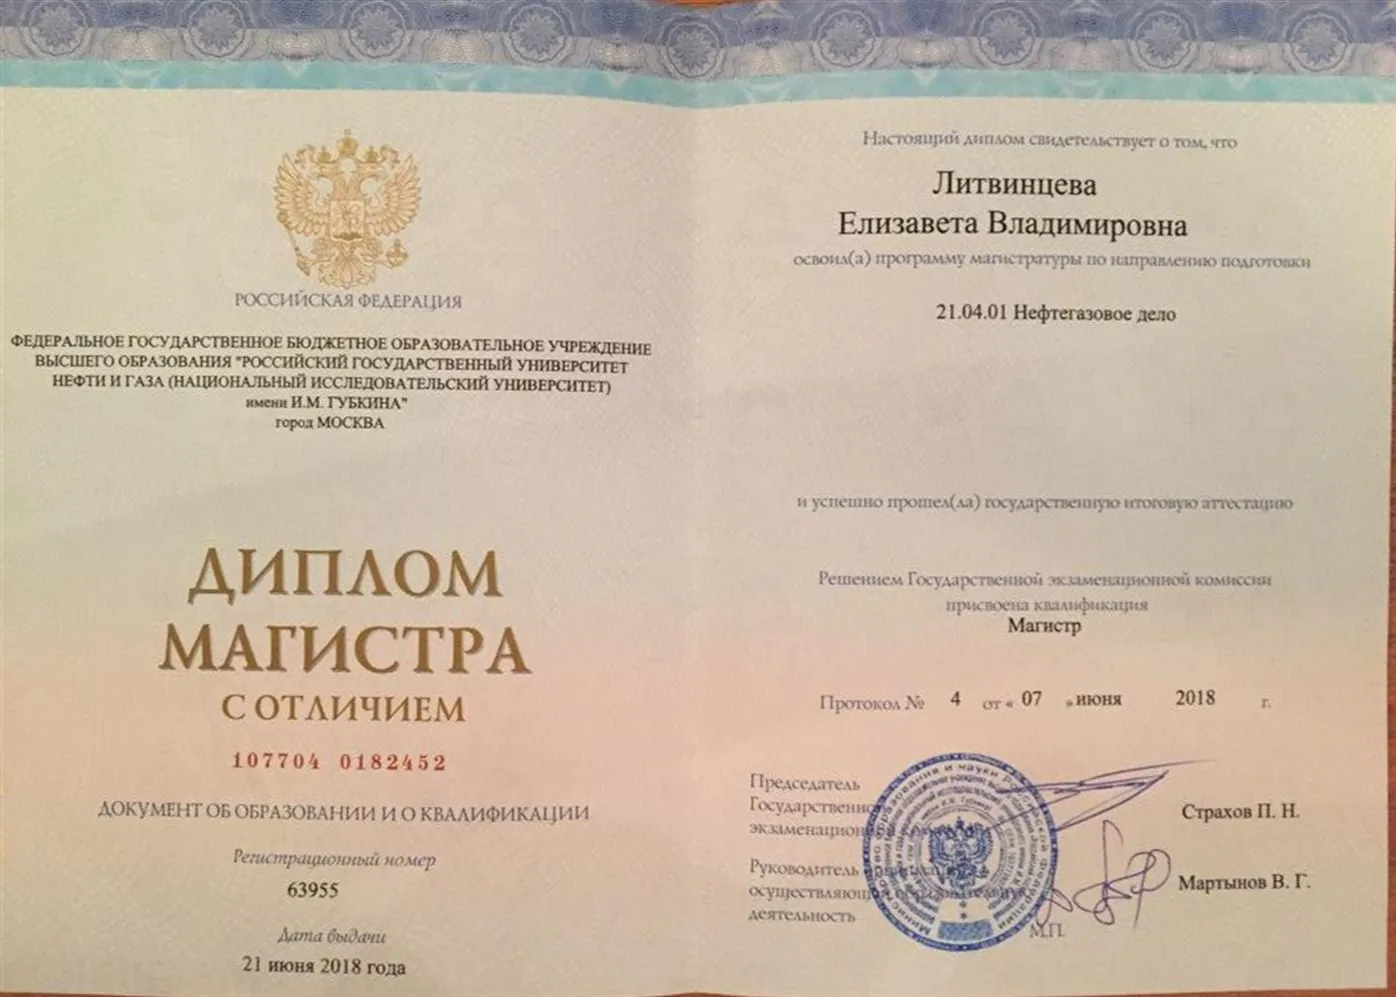 РОССИЙСКАЯ ФЕДЕРАЦИЯ
ФЕДЕРАЛЬНОЕ ГОСУДАРСТВЕННОЕ БЮДЖЕТНОЕ ОБРАЗОВАТЕЛЬНОЕ УЧРЕЖДЕНИЕ
ВЫСШЕГО ОБРАЗОВАНИЯ "РОССИЙСКИЙ ГОСУДАРСТВЕННЫЙ УНИВЕРСИТЕТ
НЕФТИ И ГАЗА (НАЦИОНАЛЬНЫЙ ИССЛЕДОВАТЕЛЬСКИЙ УНИВЕРСИТЕТ)
имени И.М. ГУБКИНА"
город МОСКВА
ДИПЛОМ
МАГИСТРА
С ОТЛИЧИЕМ
107704 0182452
ДОКУМЕНТ ОБ ОБРАЗОВАНИИ И О КВАЛИФИКАЦИИ
Регистрационный номер
63955
Дата выдачи
21 июня 2018 года
Настоящий диплом свидетельствует о том, что
Литвинцева
Елизавета Владимировна
освоил(а) программу магистратуры по направлению подготовки
21.04.01 Нефтегазовое дело
и успешно прошел(ла) государственную итоговую аттестацию
Решением Государственной экзаменационной комиссии
присвоена квалификация
Магистр
Протокол № 4 от « 07 » июня 2018 г.
Председатель
Государственной
экзаменационной
Страхов П. Н.
Руководитель
осуществляющей образовательную
деятельность
Мартынов В. Г.
М.П.